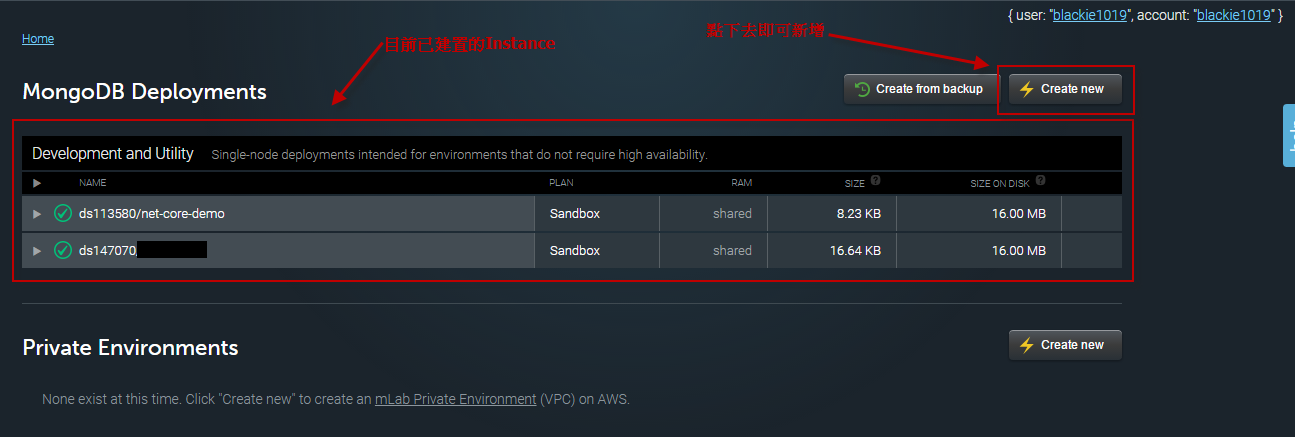 { user: "blackie1019", account: "blackie1019" }
Home
目前已建置的Instance
點下去即可新增
MongoDB Deployments
Create from backup
Create new
Development and Utility Single-node deployments intended for environments that do not require high availability.
NAME PLAN RAM SIZE ? SIZE ON DISK ?
ds113580/net-core-demo Sandbox shared 8.23 KB 16.00 MB
ds147070/ Sandbox shared 16.64 KB 16.00 MB
Private Environments
Create new
None exist at this time. Click "Create new" to create an mLab Private Environment (VPC) on AWS.